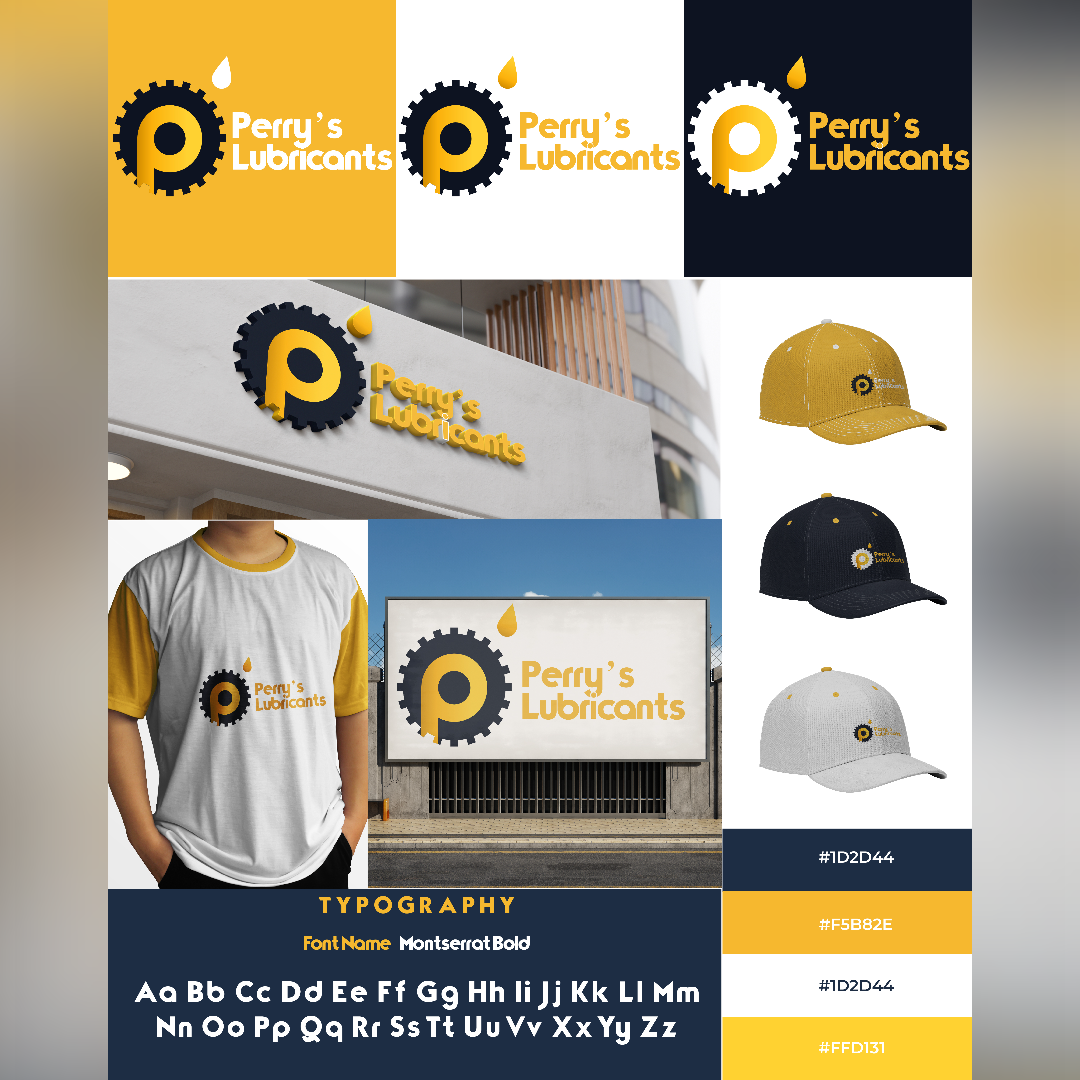 Perry's
Lubricants
Perry's
Lubricants
Perry's
Lubricants
Perry's
Lubricants
Perry's
Lubricants
Perry's
Lubricants
Perry's
Lubricants
Perry's
Lubricants
Perry's
Lubricants
#1D2D44
#F5B82E
#1D2D44
#FFD131
TYPOGRAPHY
Font Name Montserrat Bold
Aa Bb Cc Dd Ee Ff Gg Hh Ii Jj Kk Ll Mm
Nn Oo Pp Qq Rr Ss Tt Uu Vv Xx Yy Zz